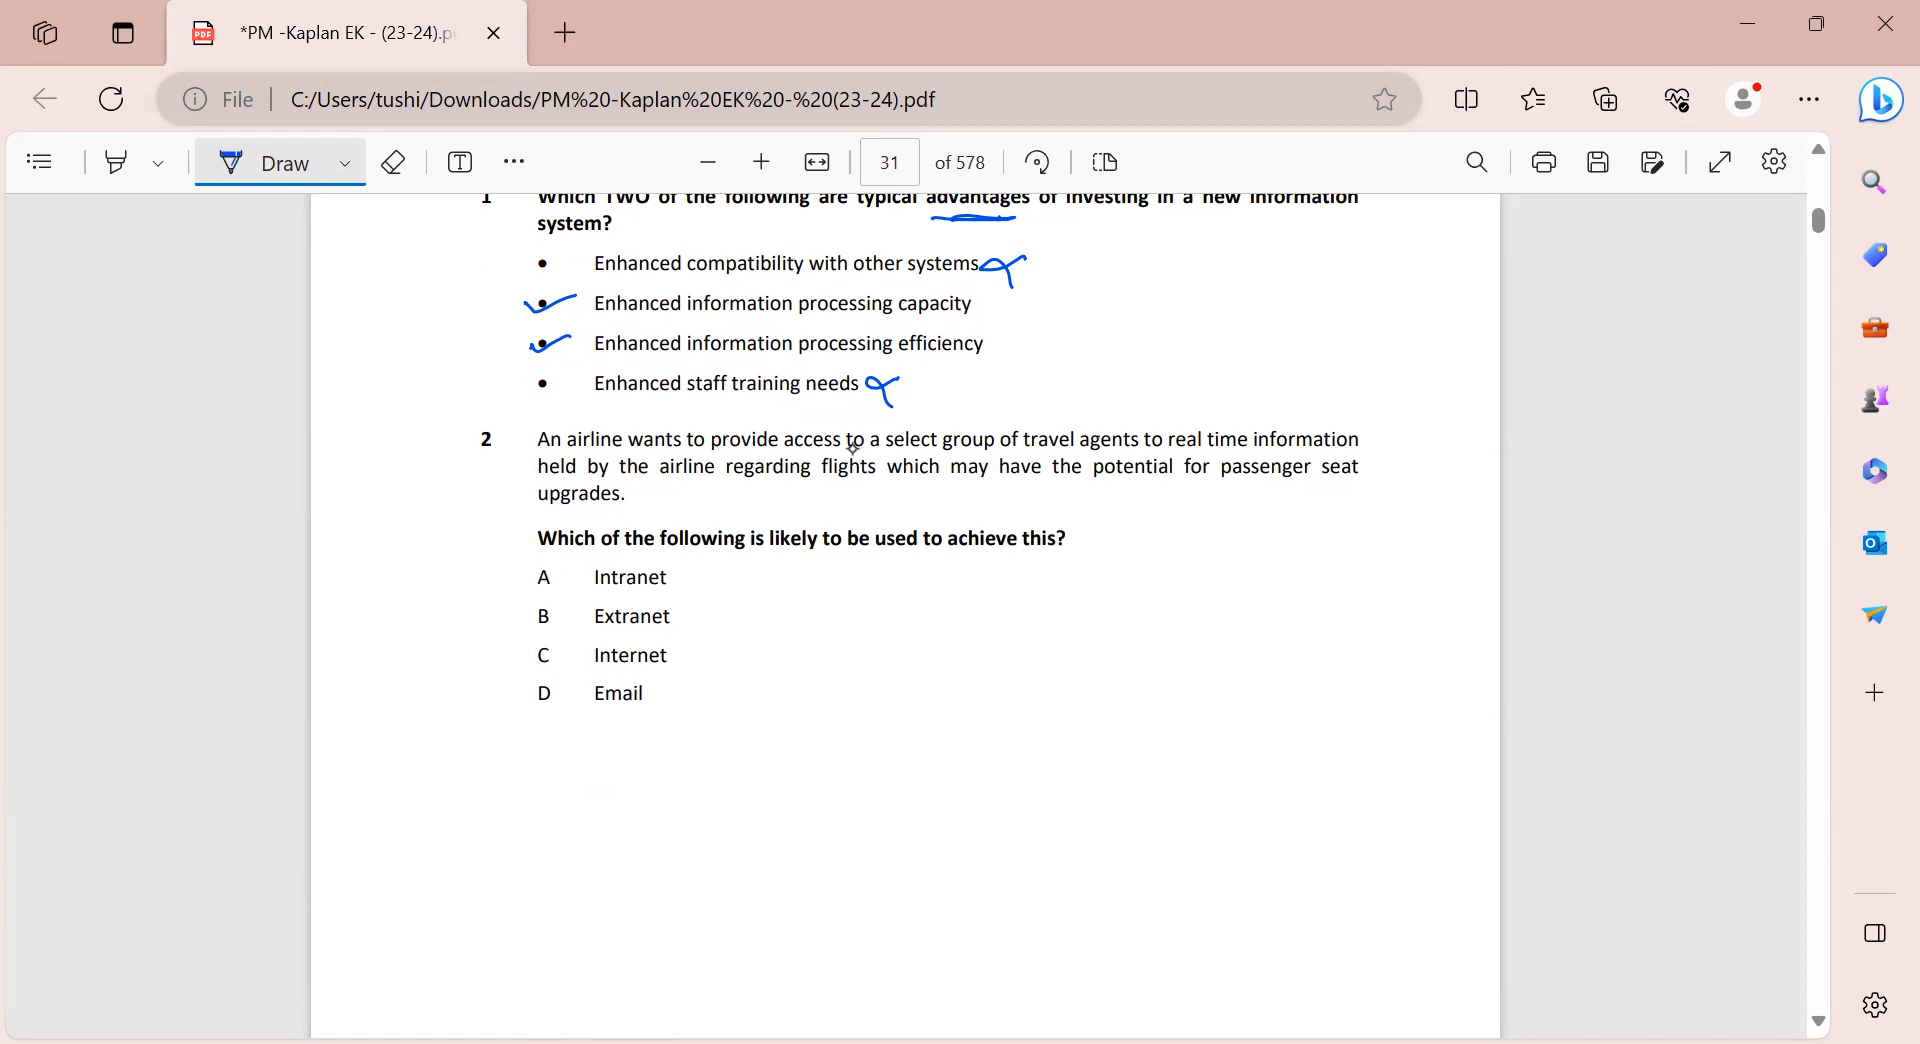 *PM -Kaplan EK - (23-24).p
File
C:/Users/tushi/Downloads/PM%20-Kaplan%20EK%20-%20(23-24).pdf
Draw
31
of 578
1 Which TWO of the following are typical advantages of investing in a new information
system?
• Enhanced compatibility with other systems
• Enhanced information processing capacity
• Enhanced information processing efficiency
• Enhanced staff training needs
2 An airline wants to provide access to a select group of travel agents to real time information
held by the airline regarding flights which may have the potential for passenger seat
upgrades.
Which of the following is likely to be used to achieve this?
A Intranet
B Extranet
C Internet
D Email